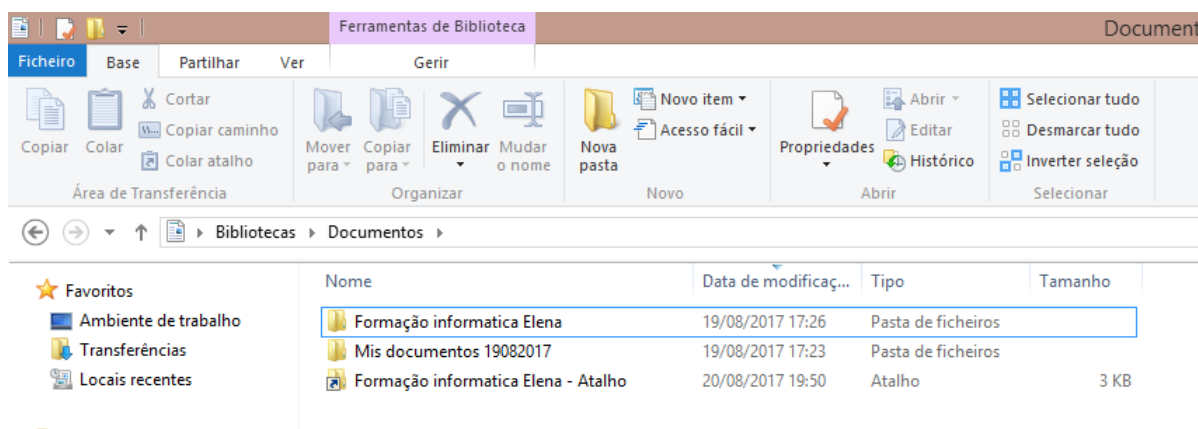 Ferramentas de Biblioteca
Document
Ficheiro Base Partilhar Ver Gerir
Copiar
Colar
Cortar
Copiar caminho
Colar atalho
Área de Transferência
Mover para
Copiar para
Eliminar
Mudar o nome
Organizar
Nova pasta
Novo item
Acesso fácil
Novo
Propriedades
Abrir
Editar
Histórico
Abrir
Selecionar tudo
Desmarcar tudo
Inverter seleção
Selecionar
Bibliotecas Documentos
Favoritos
Ambiente de trabalho
Transferências
Locais recentes
Nome Data de modificaç... Tipo Tamanho
Formação informatica Elena 19/08/2017 17:26 Pasta de ficheiros
Mis documentos 19082017 19/08/2017 17:23 Pasta de ficheiros
Formação informatica Elena - Atalho 20/08/2017 19:50 Atalho 3 KB